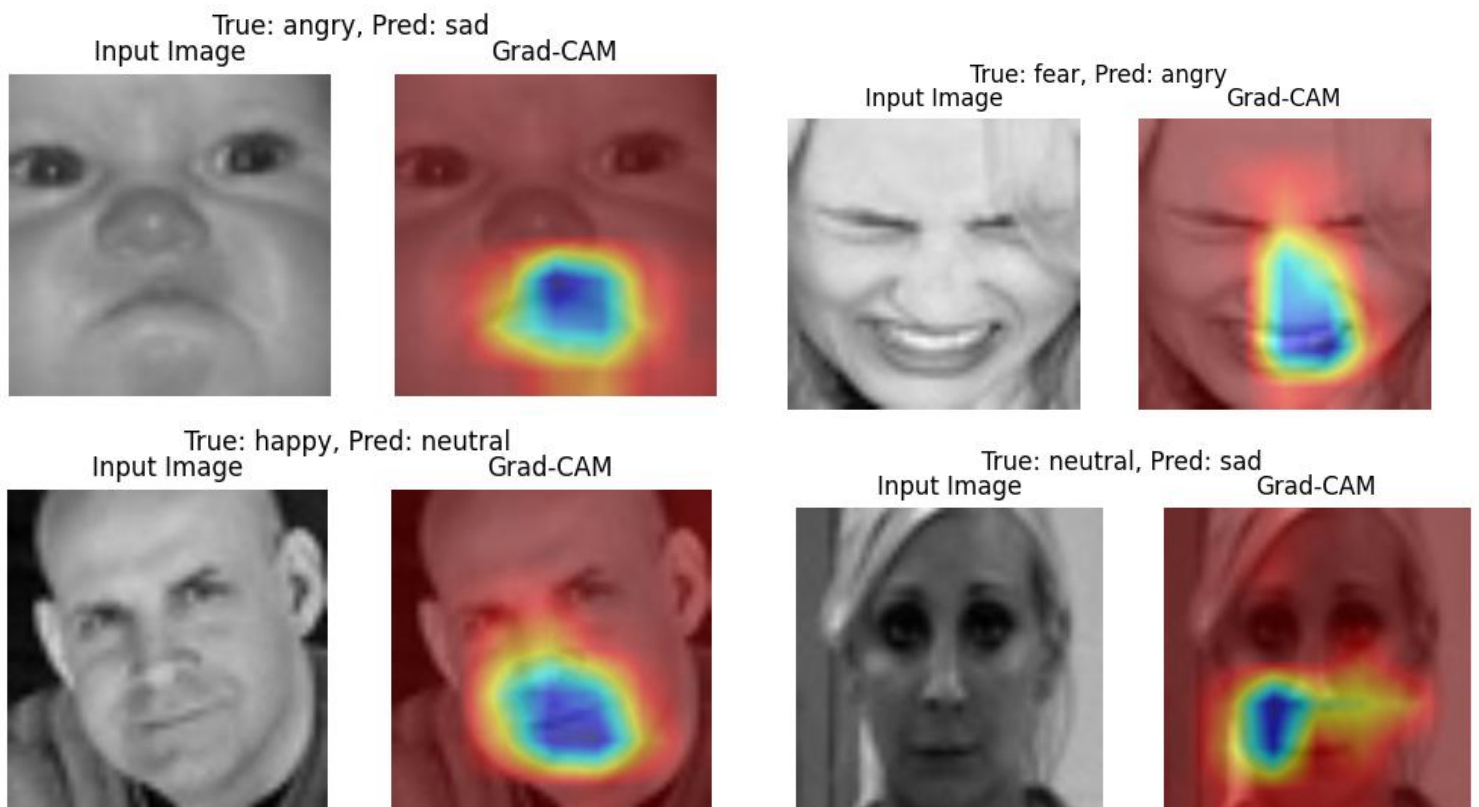 True: angry, Pred: sad
Input Image
Grad-CAM
True: fear, Pred: angry
Input Image
Grad-CAM
True: happy, Pred: neutral
Input Image
Grad-CAM
True: neutral, Pred: sad
Input Image
Grad-CAM